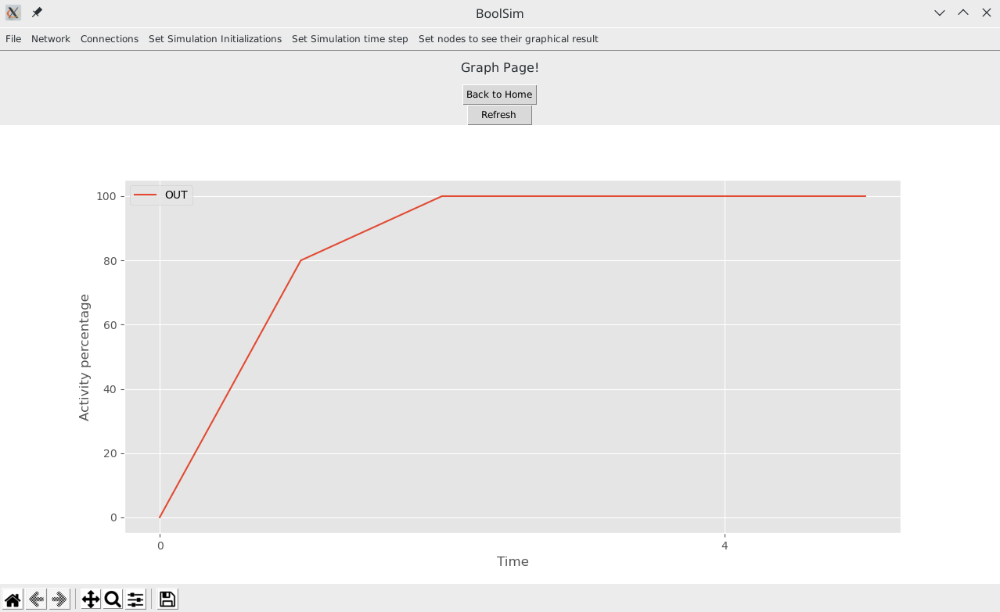 BoolSim
File Network Connections Set Simulation Initializations Set Simulation time step Set nodes to see their graphical result
Graph Page!
Back to Home
Refresh
OUT
100
80
60
40
20
0
Activity percentage
0 4
Time